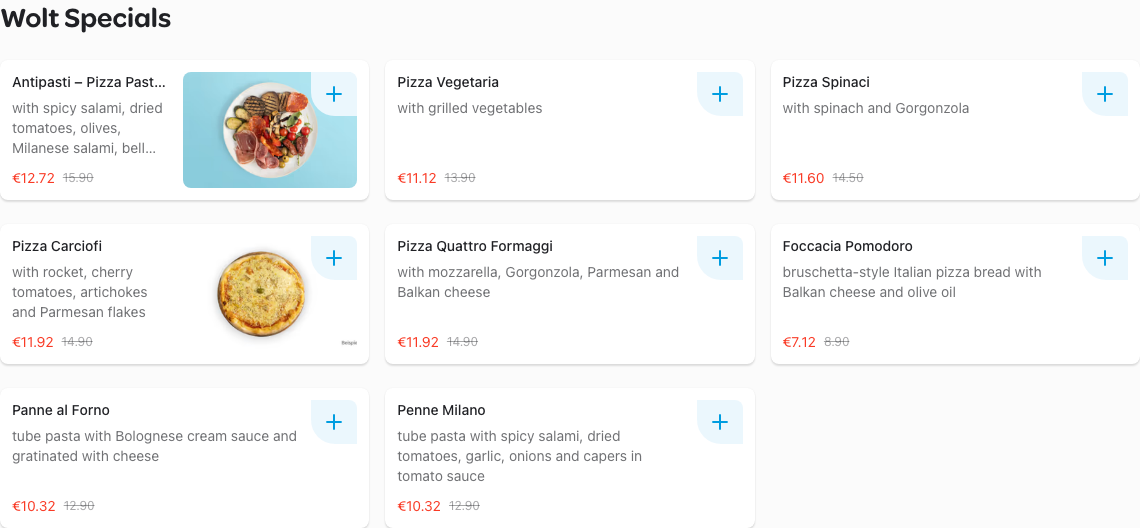 Wolt Specials
Antipasti – Pizza Past...
with spicy salami, dried
tomatoes, olives,
Milanese salami, bell...
€12.72 15.90
Pizza Vegetaria
with grilled vegetables
€11.12 13.90
Pizza Spinaci
with spinach and Gorgonzola
€11.60 14.50
Pizza Carciofi
with rocket, cherry
tomatoes, artichokes
and Parmesan flakes
€11.92 14.90
Pizza Quattro Formaggi
with mozzarella, Gorgonzola, Parmesan and
Balkan cheese
€11.92 14.90
Foccacia Pomodoro
bruschetta-style Italian pizza bread with
Balkan cheese and olive oil
€7.12 8.90
Panne al Forno
tube pasta with Bolognese cream sauce and
gratinated with cheese
€10.32 12.90
Penne Milano
tube pasta with spicy salami, dried
tomatoes, garlic, onions and capers in
tomato sauce
€10.32 12.90